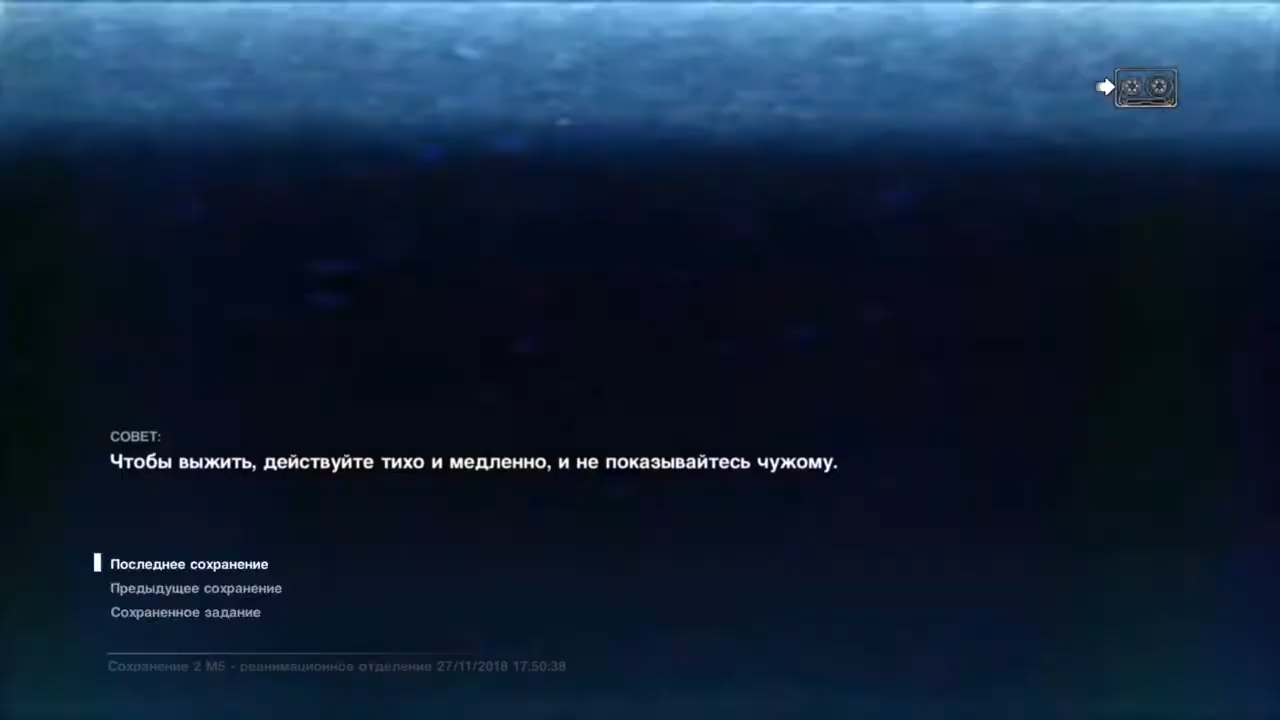 СОВЕТ:
Чтобы выжить, действуйте тихо и медленно, и не показывайтесь чужому.
Последнее сохранение
Предыдущее сохранение
Сохраненное задание
Сохранение 2 М5 - реанимационное отделение 27/11/2018 17:50:38